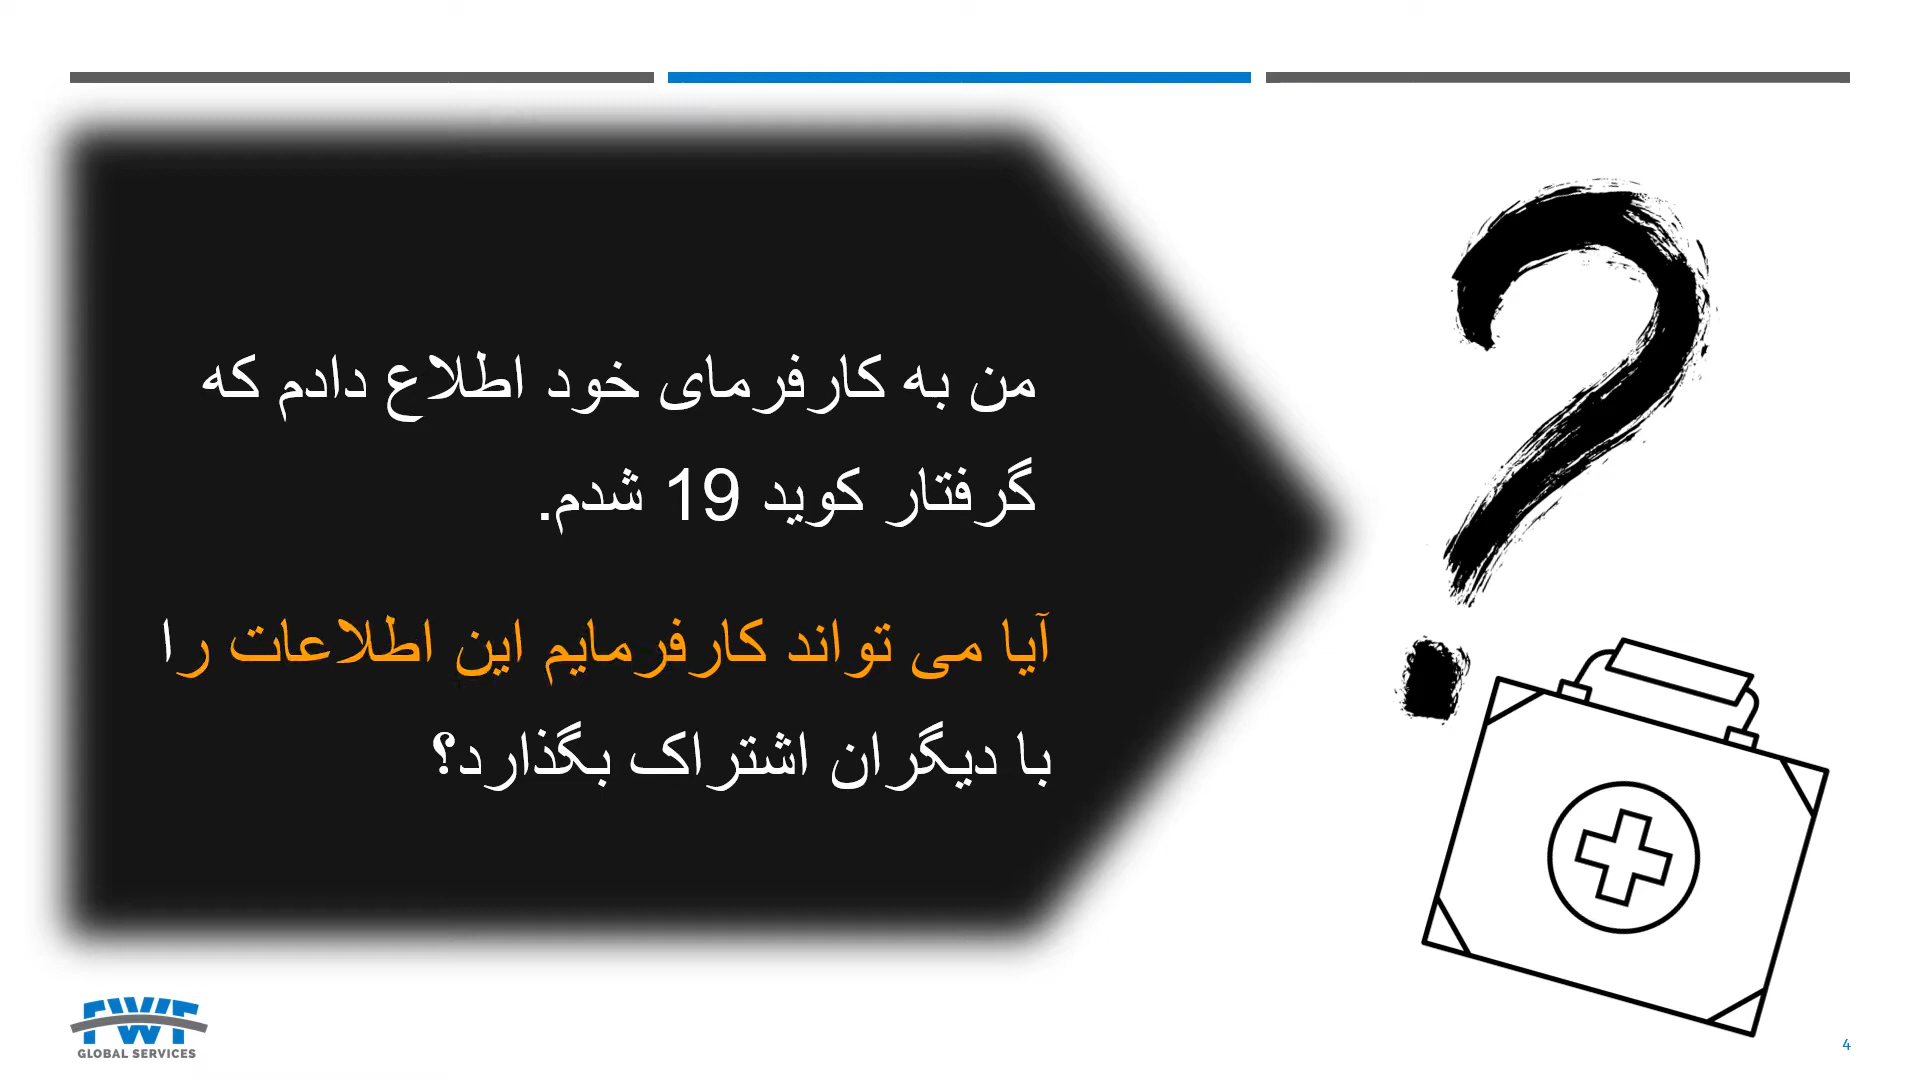 من به کارفرمای خود اطلاع دادم که
گرفتار کوید 19 شدم.
آیا می تواند کارفرمایم این اطلاعات را
با دیگران اشتراک بگذارد؟
FWT
GLOBAL SERVICES
4